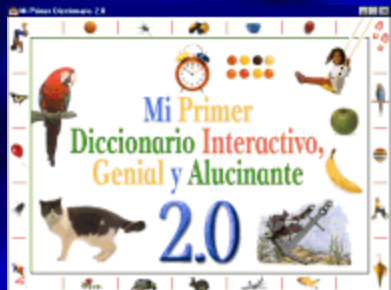 Mi Primer Diccionario 2.0
Mi Primer
Diccionario Interactivo,
Genial y Alucinante
2.0